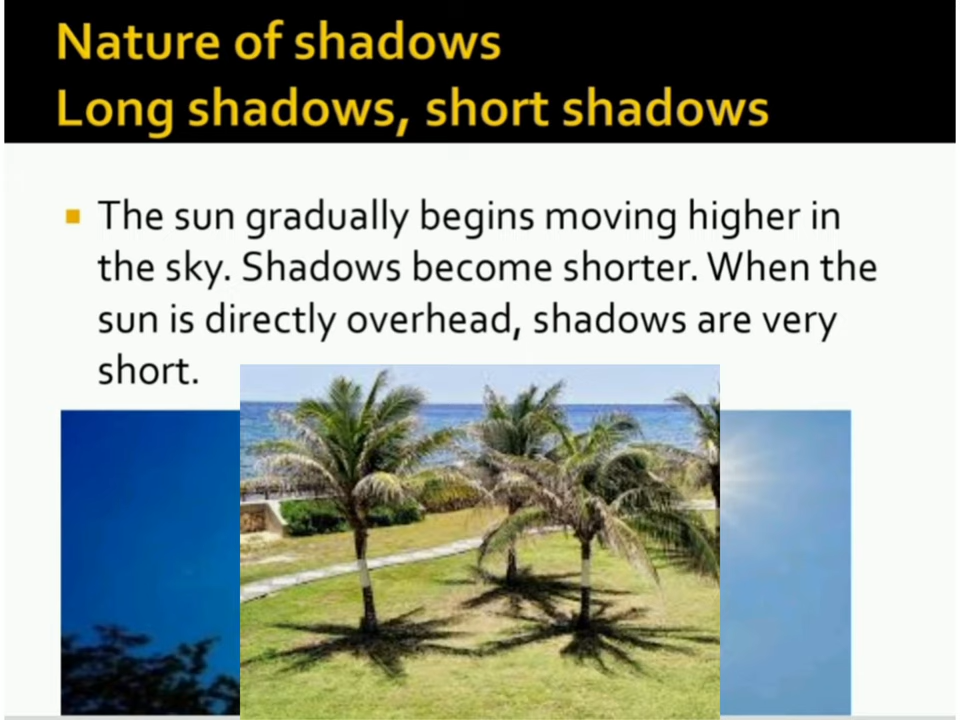 Nature of shadows
Long shadows, short shadows
The sun gradually begins moving higher in
the sky. Shadows become shorter. When the
sun is directly overhead, shadows are very
short.